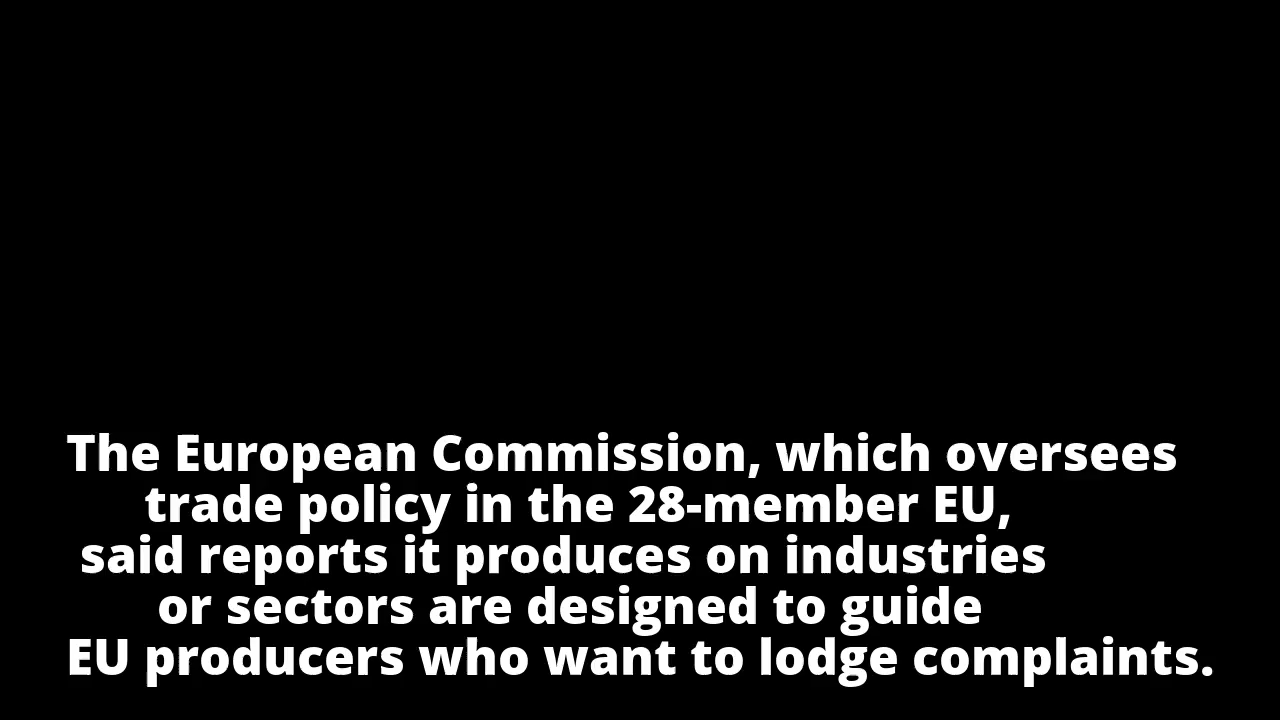 The European Commission, which oversees
trade policy in the 28-member EU,
said reports it produces on industries
or sectors are designed to guide
EU producers who want to lodge complaints.